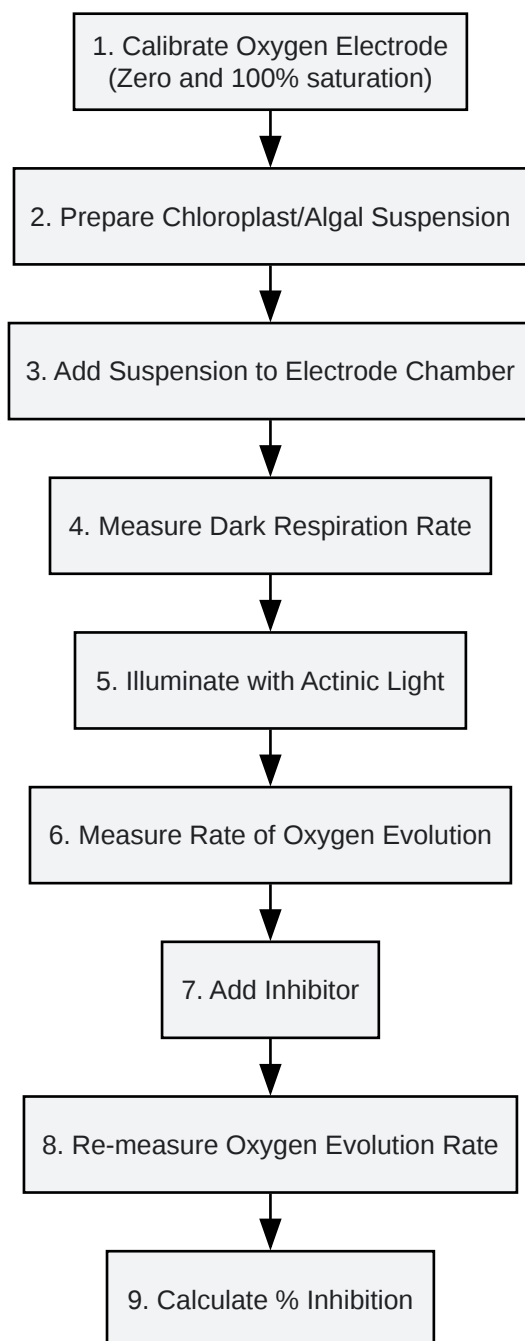 1. Calibrate Oxygen Electrode
(Zero and 100% saturation)
2. Prepare Chloroplast/Algal Suspension
3. Add Suspension to Electrode Chamber
4. Measure Dark Respiration Rate
5. Illuminate with Actinic Light
6. Measure Rate of Oxygen Evolution
7. Add Inhibitor
8. Re-measure Oxygen Evolution Rate
9. Calculate % Inhibition